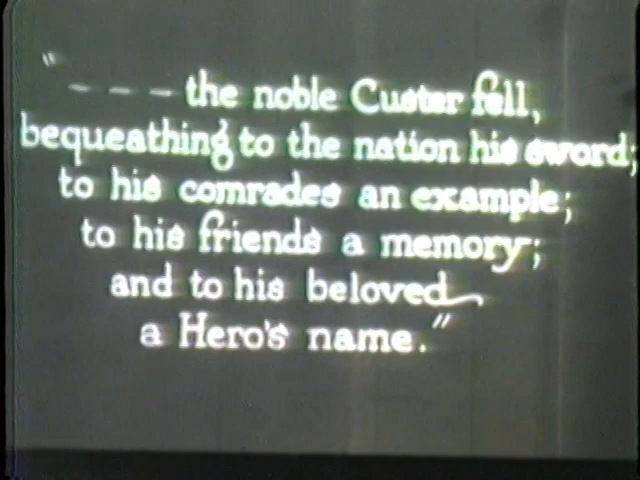 "
- - - the noble Custer fell,
bequeathing to the nation his sword;
to his comrades an example;
to his friends a memory;
and to his beloved
a Hero's name."